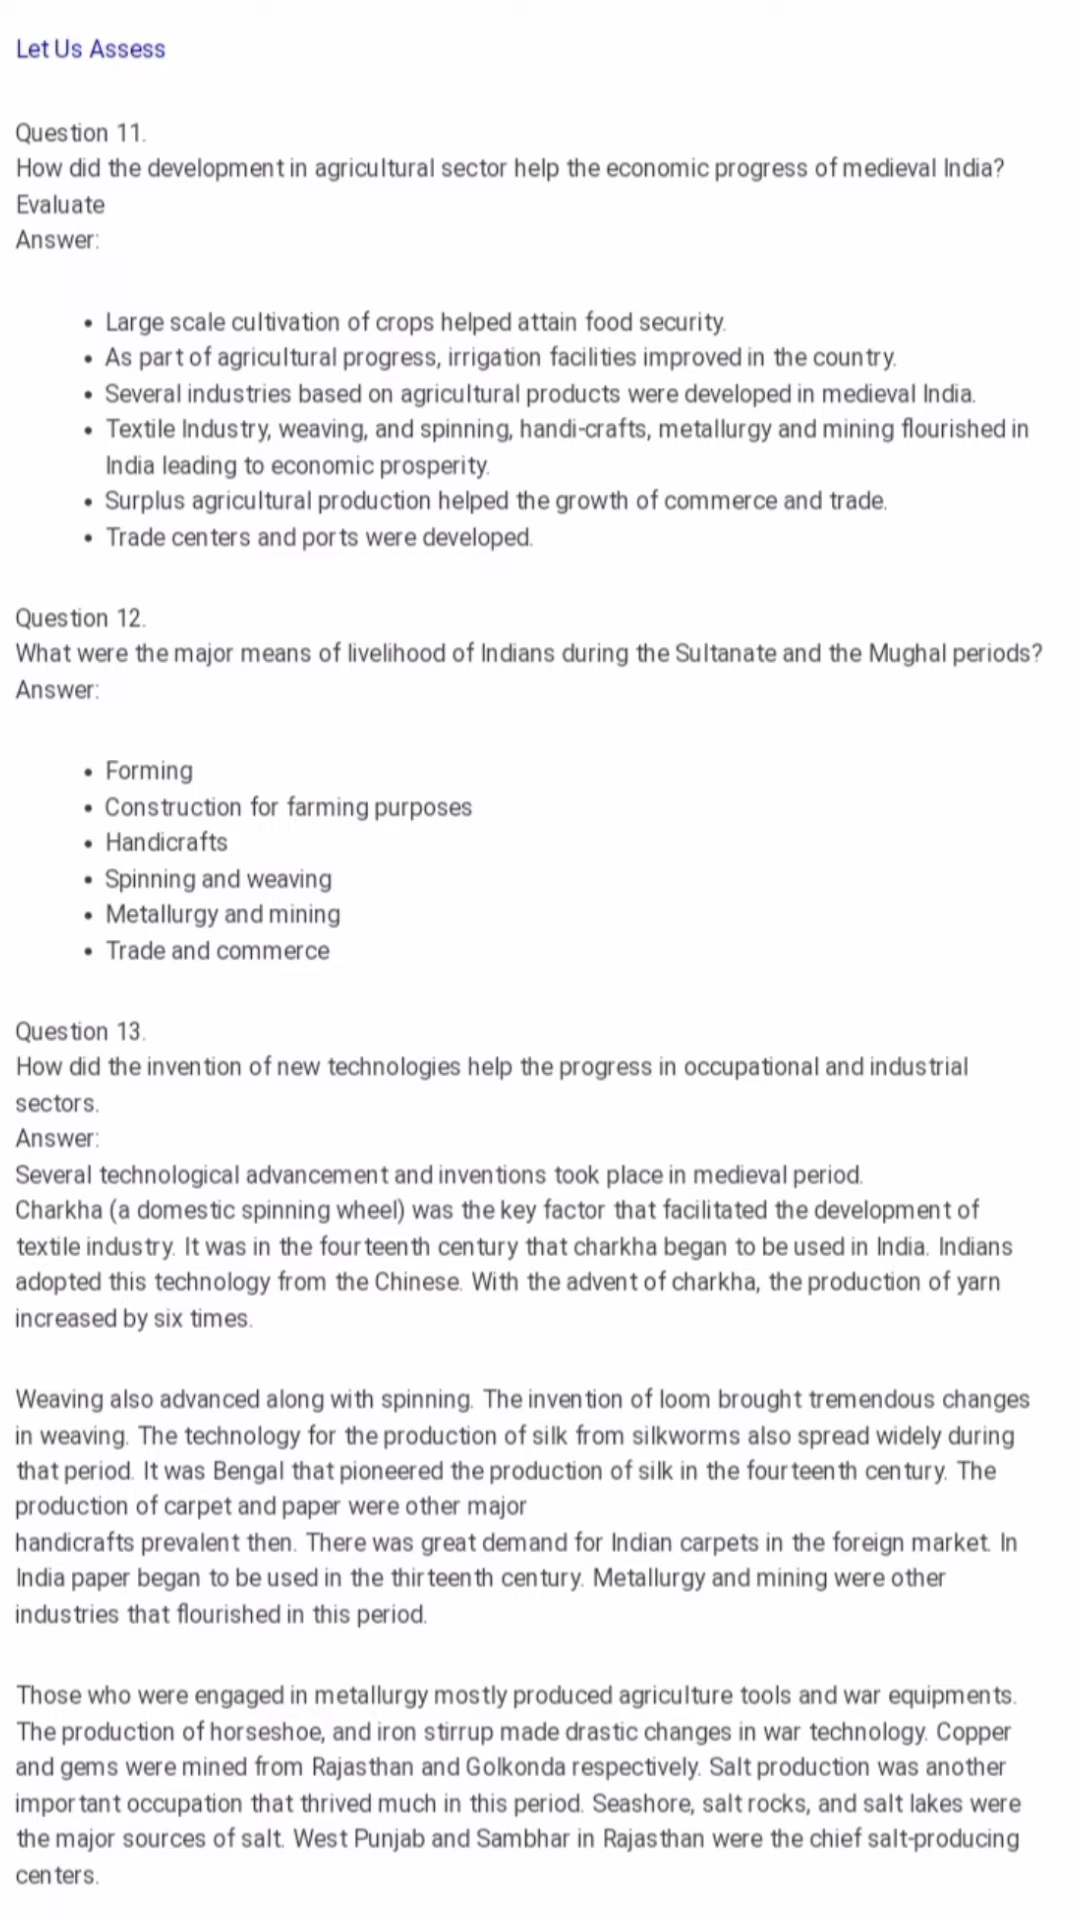 Let Us Assess
Question 11.
How did the development in agricultural sector help the economic progress of medieval India?
Evaluate
Answer:
• Large scale cultivation of crops helped attain food security.
• As part of agricultural progress, irrigation facilities improved in the country.
• Several industries based on agricultural products were developed in medieval India.
• Textile Industry, weaving, and spinning, handi-crafts, metallurgy and mining flourished in
India leading to economic prosperity.
• Surplus agricultural production helped the growth of commerce and trade.
• Trade centers and ports were developed.
Question 12.
What were the major means of livelihood of Indians during the Sultanate and the Mughal periods?
Answer:
• Forming
• Construction for farming purposes
• Handicrafts
• Spinning and weaving
• Metallurgy and mining
• Trade and commerce
Question 13.
How did the invention of new technologies help the progress in occupational and industrial
sectors.
Answer:
Several technological advancement and inventions took place in medieval period.
Charkha (a domestic spinning wheel) was the key factor that facilitated the development of
textile industry. It was in the fourteenth century that charkha began to be used in India. Indians
adopted this technology from the Chinese. With the advent of charkha, the production of yarn
increased by six times.
Weaving also advanced along with spinning. The invention of loom brought tremendous changes
in weaving. The technology for the production of silk from silkworms also spread widely during
that period. It was Bengal that pioneered the production of silk in the fourteenth century. The
production of carpet and paper were other major
handicrafts prevalent then. There was great demand for Indian carpets in the foreign market. In
India paper began to be used in the thirteenth century. Metallurgy and mining were other
industries that flourished in this period.
Those who were engaged in metallurgy mostly produced agriculture tools and war equipments.
The production of horseshoe, and iron stirrup made drastic changes in war technology. Copper
and gems were mined from Rajasthan and Golkonda respectively. Salt production was another
important occupation that thrived much in this period. Seashore, salt rocks, and salt lakes were
the major sources of salt. West Punjab and Sambhar in Rajasthan were the chief salt-producing
centers.